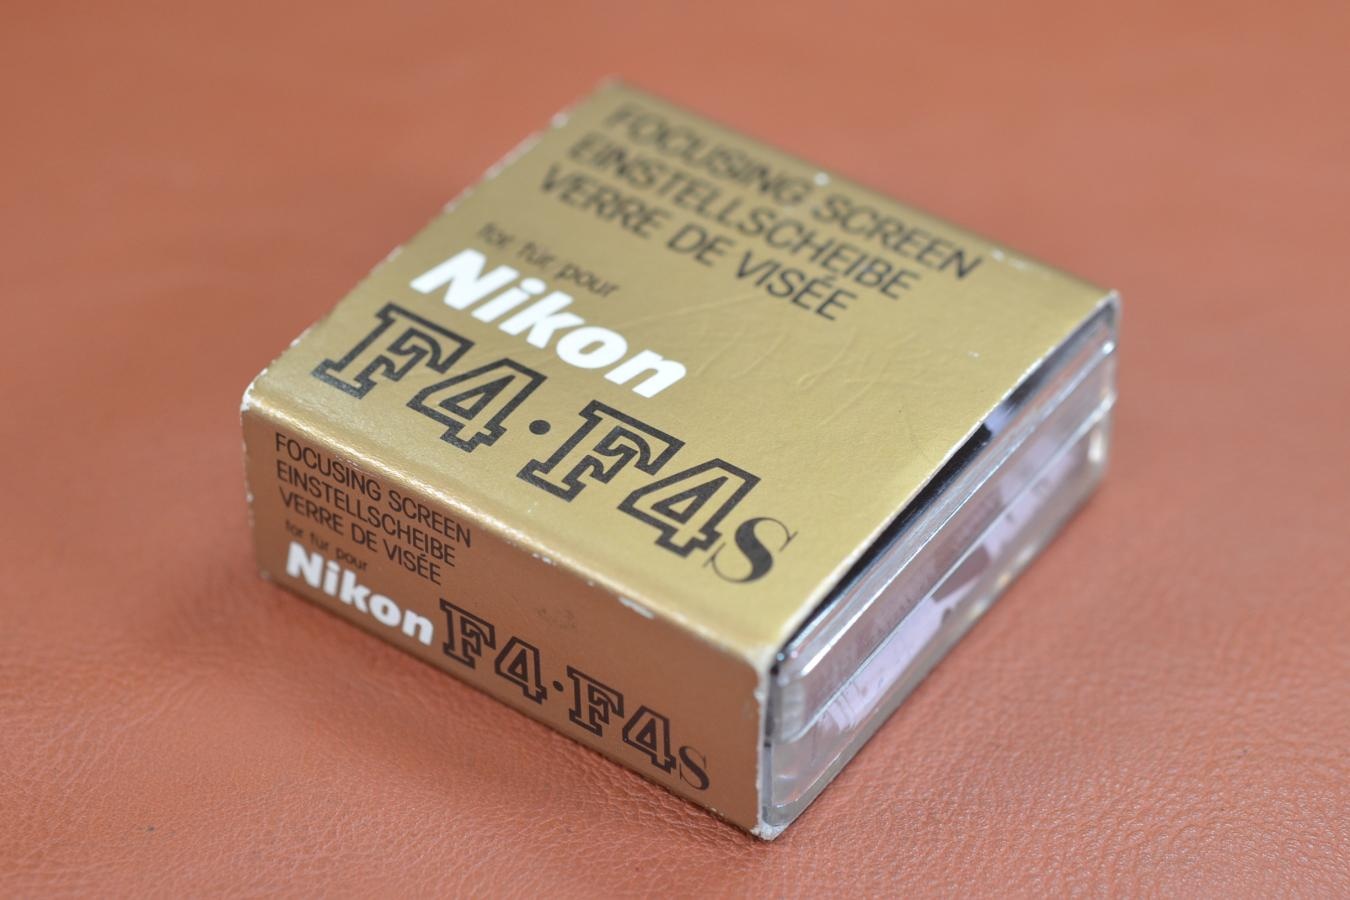 FOCUSING SCREEN
EINSTELLSCHEIBE
VERRE DE VISÉE
for für pour
Nikon
F4·F4s
FOCUSING SCREEN
EINSTELLSCHEIBE
VERRE DE VISÉE
for für pour
Nikon F4·F4s